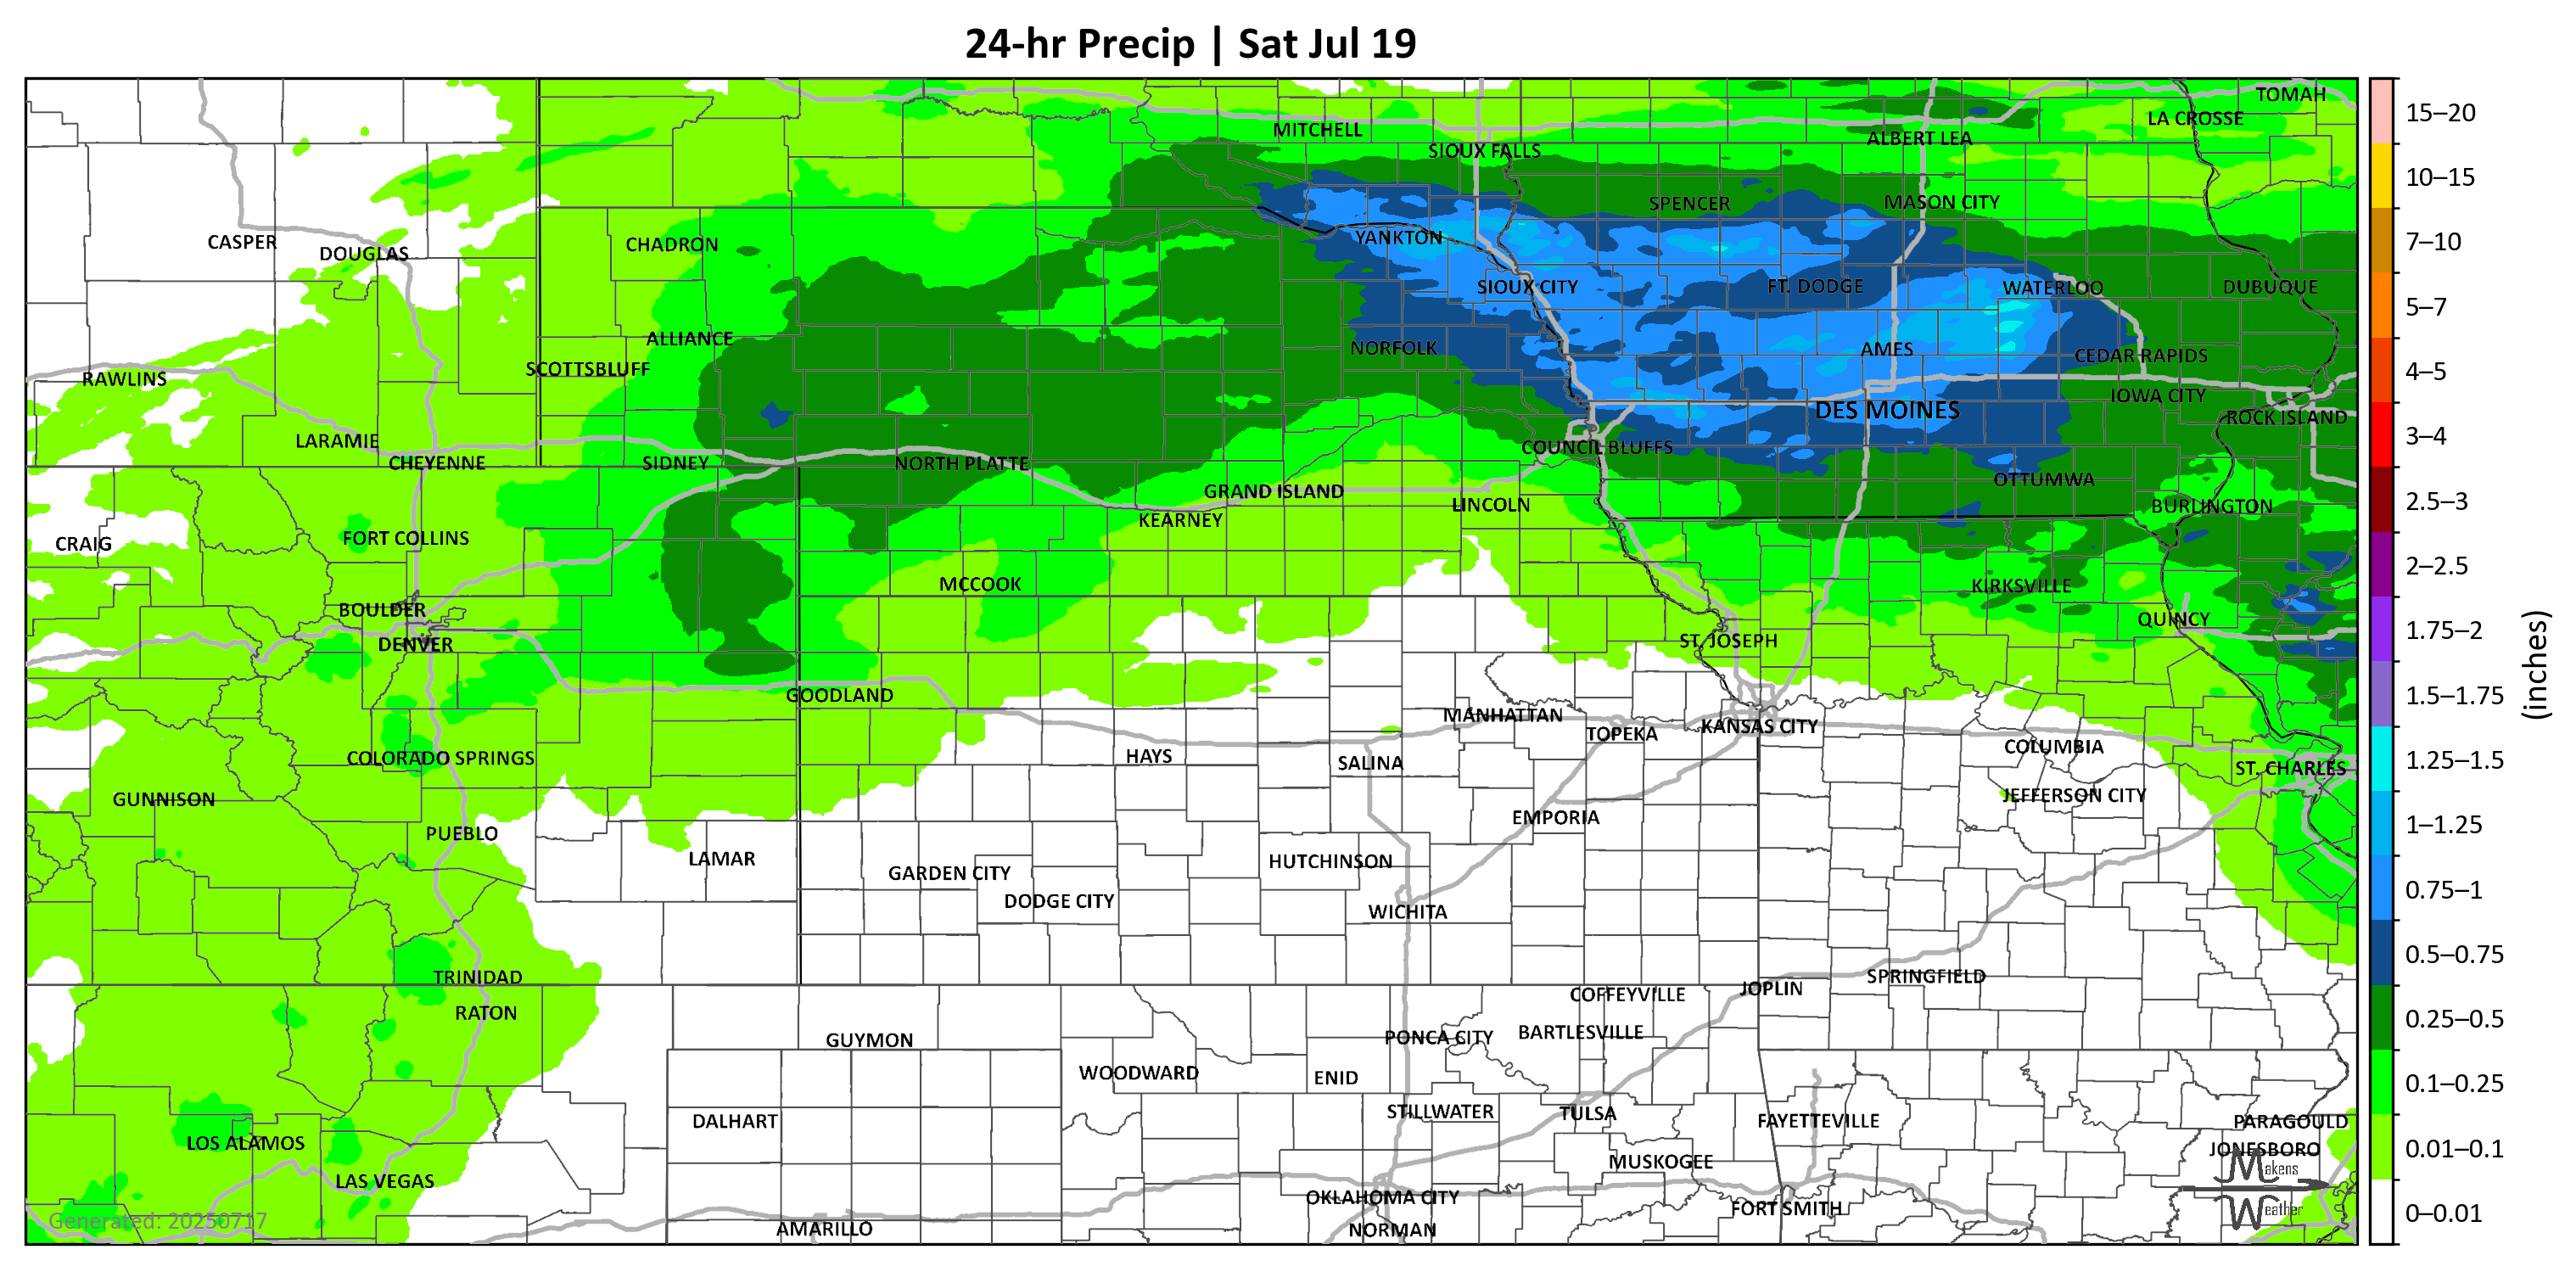 24-hr Precip | Sat Jul 19
TOMAH
LA CROSSE
MITCHELL
ALBERT LEA
SIOUX FALLS
SPENCER
MASON CITY
CASPER
DOUGLAS
CHADRON
YANKTON
SIOUX CITY
FT. DODGE
WATERLOO
DUBUQUE
ALLIANCE
NORFOLK
AMES
CEDAR RAPIDS
SCOTTSBLUFF
RAWLINS
IOWA CITY
DES MOINES
ROCK ISLAND
LARAMIE
COUNCIL BLUFFS
CHEYENNE
SIDNEY
NORTH PLATTE
OTTUMWA
GRAND ISLAND
LINCOLN
BURLINGTON
KEARNEY
FORT COLLINS
CRAIG
MCCOOK
KIRKSVILLE
BOULDER
QUINCY
DENVER
ST. JOSEPH
GOODLAND
MANHATTAN
TOPEKA
KANSAS CITY
COLUMBIA
COLORADO SPRINGS
HAYS
SALINA
ST. CHARLES
GUNNISON
JEFFERSON CITY
EMPORIA
PUEBLO
LAMAR
HUTCHINSON
GARDEN CITY
DODGE CITY
WICHITA
TRINIDAD
SPRINGFIELD
JOPLIN
COFFEYVILLE
RATON
BARTLESVILLE
PONCA CITY
GUYMON
WOODWARD
ENID
STILLWATER
TULSA
DALHART
FAYETTEVILLE
PARAGOULD
LOS ALAMOS
JONESBORO
MUSKOGEE
LAS VEGAS
OKLAHOMA CITY
FORT SMITH
AMARILLO
NORMAN
Makens
Weather
Generated: 20250717
15–20
10–15
7–10
5–7
4–5
3–4
2.5–3
2–2.5
1.75–2
1.5–1.75
1.25–1.5
1–1.25
0.75–1
0.5–0.75
0.25–0.5
0.1–0.25
0.01–0.1
0–0.01
(inches)